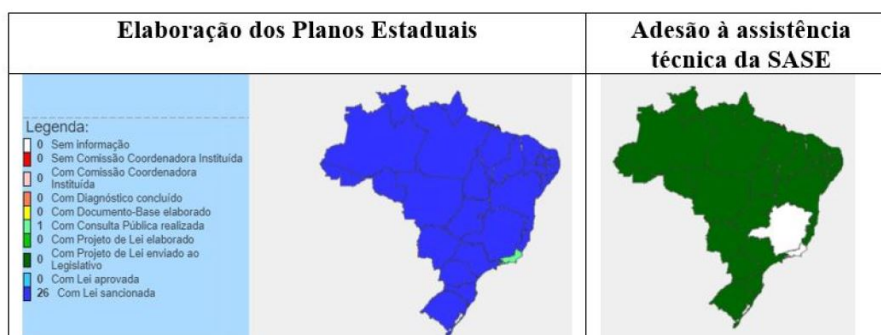 Elaboração dos Planos Estaduais
Adesão à assistência
técnica da SASE
Legenda:
0 Sem informação
0 Sem Comissão Coordenadora Instituída
0 Com Comissão Coordenadora
Instituída
0 Com Diagnóstico concluído
0 Com Documento-Base elaborado
1 Com Consulta Pública realizada
0 Com Projeto de Lei elaborado
0 Com Projeto de Lei enviado ao
Legislativo
0 Com Lei aprovada
26 Com Lei sancionada